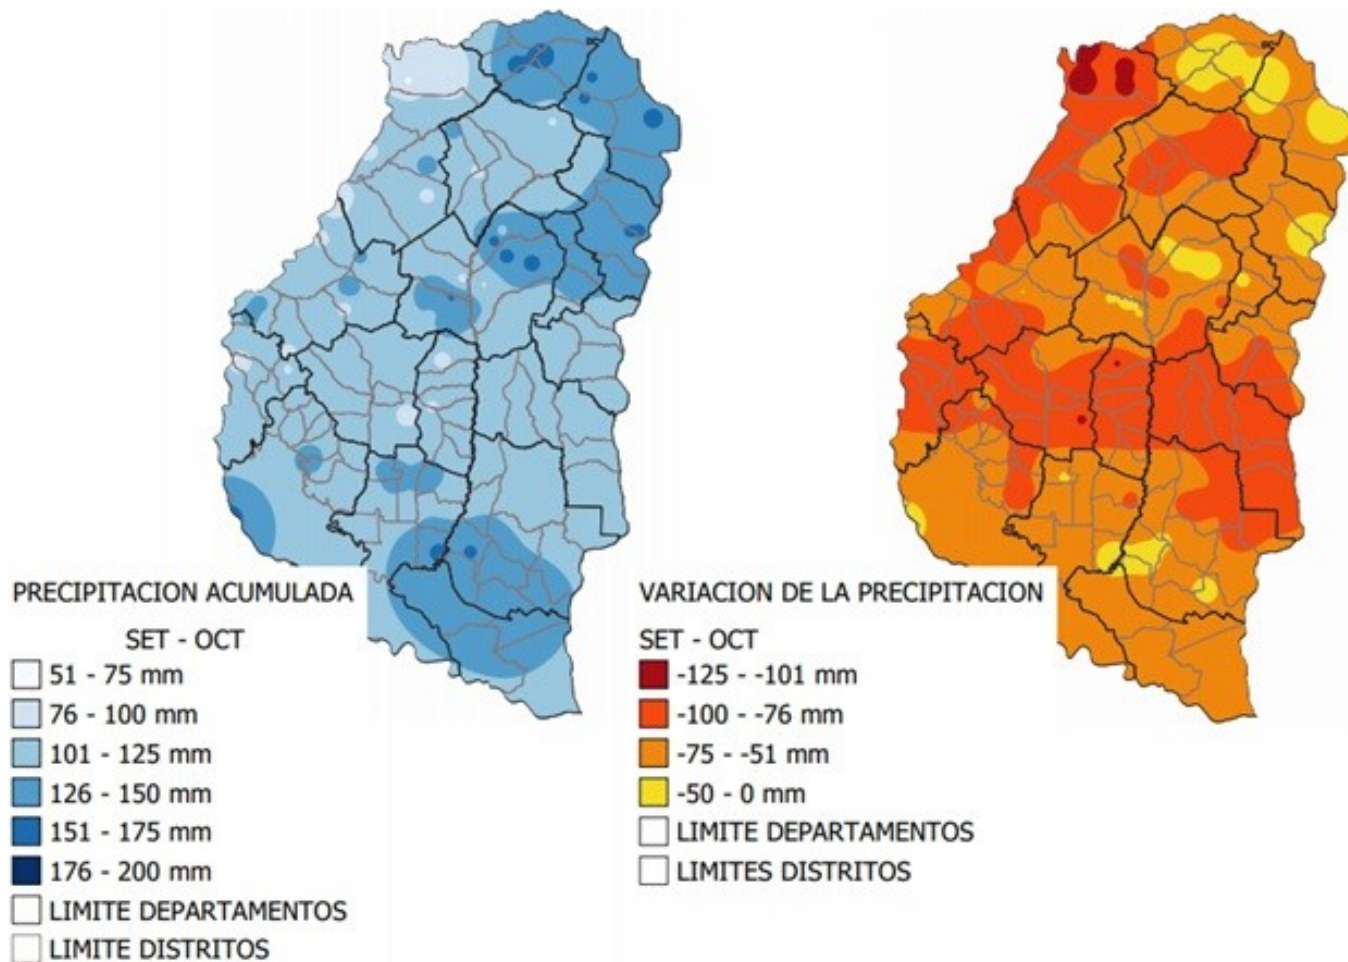 PRECIPITACION ACUMULADA
SET - OCT
51 - 75 mm
76 - 100 mm
101 - 125 mm
126 - 150 mm
151 - 175 mm
176 - 200 mm
LIMITE DEPARTAMENTOS
LIMITE DISTRITOS
VARIACION DE LA PRECIPITACION
SET - OCT
-125 - -101 mm
-100 - -76 mm
-75 - -51 mm
-50 - 0 mm
LIMITE DEPARTAMENTOS
LIMITES DISTRITOS